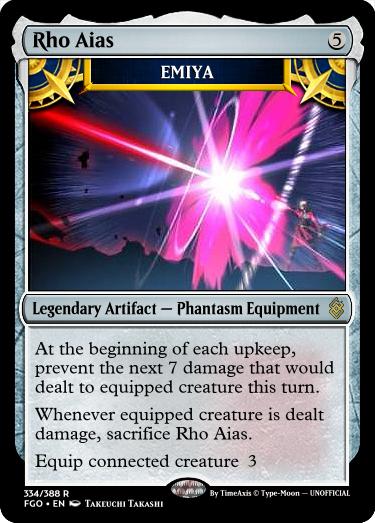 Rho Aias 5
EMIYA
Legendary Artifact — Phantasm Equipment
At the beginning of each upkeep,
prevent the next 7 damage that would
dealt to equipped creature this turn.
Whenever equipped creature is dealt
damage, sacrifice Rho Aias.
Equip connected creature 3
334/388 R
FGO • EN Takeuchi Takashi
By TimeAxis © Type-Moon — UNOFFICIAL